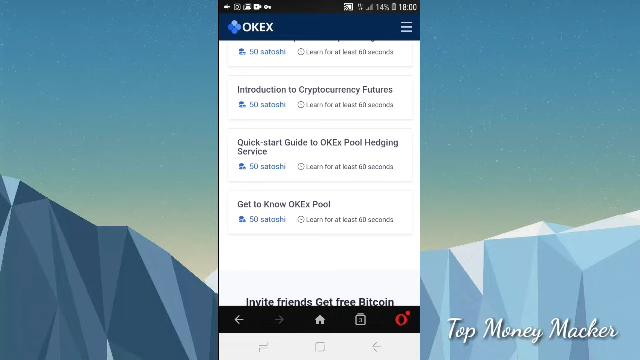 14% 18:00
OKEX
50 satoshi Learn for at least 60 seconds
Introduction to Cryptocurrency Futures
50 satoshi Learn for at least 60 seconds
Quick-start Guide to OKEx Pool Hedging
Service
50 satoshi Learn for at least 60 seconds
Get to Know OKEx Pool
50 satoshi Learn for at least 60 seconds
Invite friends Get free Bitcoin
3
Top Money Macker